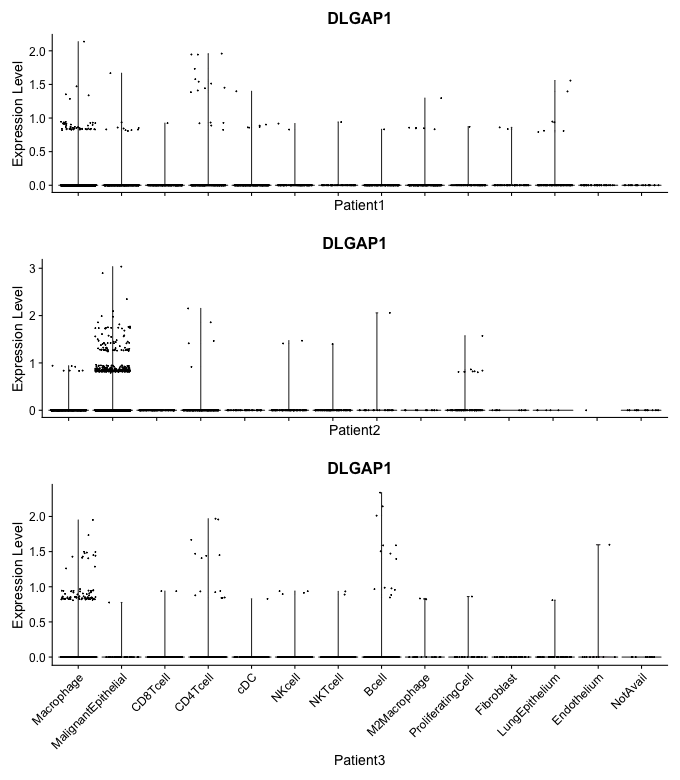 DLGAP1
Expression Level
2.0
1.5
1.0
0.5
0.0
Patient1
DLGAP1
Expression Level
3
2
1
0
Patient2
DLGAP1
Expression Level
2.0
1.5
1.0
0.5
0.0
Macrophage
MalignantEpithelial
CD8Tcell
CD4Tcell
cDC
NKcell
NKTcell
Bcell
M2Macrophage
ProliferatingCell
Fibroblast
LungEpithelium
Endothelium
NotAvail
Patient3